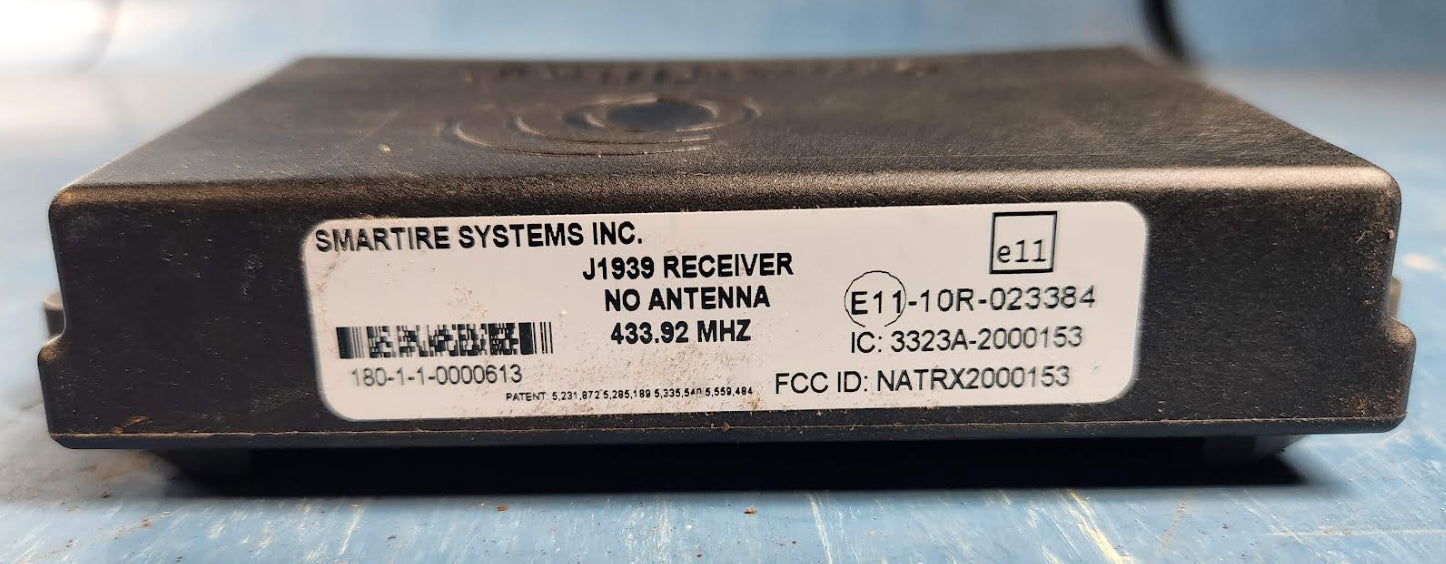 SMARTIRE SYSTEMS INC.
J1939 RECEIVER
NO ANTENNA
433.92 MHZ
180-1-1-0000613
PATENT: 5,231,872 5,285,189 5,335,540 5,559,484
e11
E11-10R-023384
IC: 3323A-2000153
FCC ID: NATRX2000153